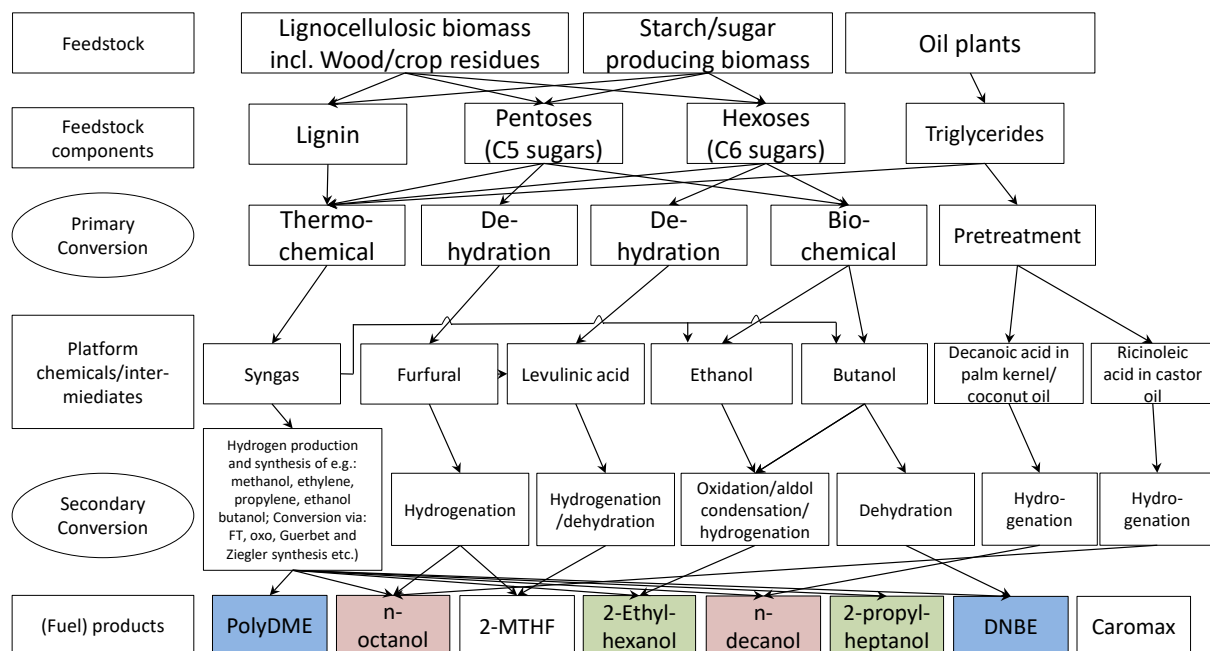 Feedstock
Lignocellulosic biomass
incl. Wood/crop residues
Starch/sugar
producing biomass
Oil plants
Feedstock
components
Lignin
Pentoses
(C5 sugars)
Hexoses
(C6 sugars)
Triglycerides
Primary
Conversion
Thermo-
chemical
De-
hydration
De-
hydration
Bio-
chemical
Pretreatment
Platform
chemicals/inter-
miediates
Syngas
Furfural
Levulinic acid
Ethanol
Butanol
Decanoic acid in
palm kernel/
coconut oil
Ricinoleic
acid in castor
oil
Secondary
Conversion
Hydrogen production
and synthesis of e.g.:
methanol, ethylene,
propylene, ethanol
butanol; Conversion via:
FT, oxo, Guerbet and
Ziegler synthesis etc.)
Hydrogenation
Hydrogenation
/dehydration
Oxidation/aldol
condensation/
hydrogenation
Dehydration
Hydro-
genation
Hydro-
genation
(Fuel) products
PolyDME
n-
octanol
2-MTHF
2-Ethyl-
hexanol
n-
decanol
2-propyl-
heptanol
DNBE
Caromax